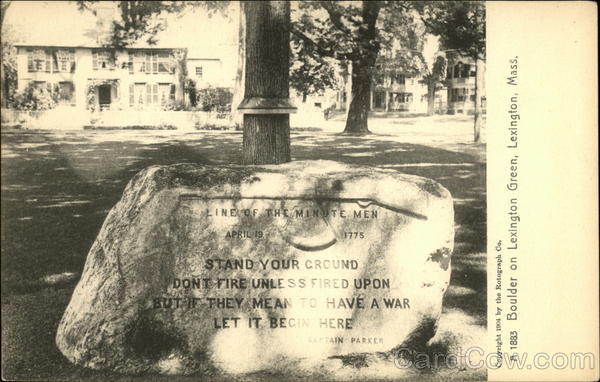 LINE OF THE MINUTE MEN
APRIL 19 1775
STAND YOUR GROUND
DONT FIRE UNLESS FIRED UPON
BUT IF THEY MEAN TO HAVE A WAR
LET IT BEGIN HERE
CAPTAIN PARKER
Copyright 1904 by the Rotograph Co.
A 1883 Boulder on Lexington Green, Lexington, Mass.
CardCow.com